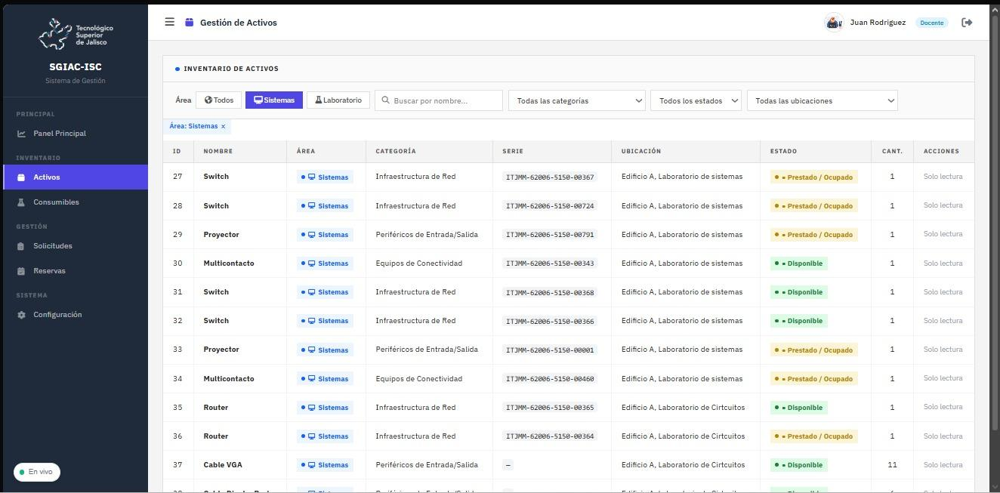 Tecnológico
Superior
de Jalisco
SGIAC-ISC
Sistema de Gestión
PRINCIPAL
Panel Principal
INVENTARIO
Activos
Consumibles
GESTIÓN
Solicitudes
Reservas
SISTEMA
Configuración
En vivo
Gestión de Activos
Juan Rodriguez Docente
INVENTARIO DE ACTIVOS
Área Todos Sistemas Laboratorio Buscar por nombre... Todas las categorías Todos los estados Todas las ubicaciones
Área: Sistemas ×
ID NOMBRE ÁREA CATEGORÍA SERIE UBICACIÓN ESTADO CANT. ACCIONES
27 Switch Sistemas Infraestructura de Red ITJMM-62006-5150-00367 Edificio A, Laboratorio de sistemas Prestado / Ocupado 1 Solo lectura
28 Switch Sistemas Infraestructura de Red ITJMM-62006-5150-00724 Edificio A, Laboratorio de sistemas Prestado / Ocupado 1 Solo lectura
29 Proyector Sistemas Periféricos de Entrada/Salida ITJMM-62006-5150-00791 Edificio A, Laboratorio de sistemas Prestado / Ocupado 1 Solo lectura
30 Multicontacto Sistemas Equipos de Conectividad ITJMM-62006-5150-00343 Edificio A, Laboratorio de sistemas Disponible 1 Solo lectura
31 Switch Sistemas Infraestructura de Red ITJMM-62006-5150-00368 Edificio A, Laboratorio de sistemas Disponible 1 Solo lectura
32 Switch Sistemas Infraestructura de Red ITJMM-62006-5150-00366 Edificio A, Laboratorio de sistemas Disponible 1 Solo lectura
33 Proyector Sistemas Periféricos de Entrada/Salida ITJMM-62006-5150-00001 Edificio A, Laboratorio de sistemas Prestado / Ocupado 1 Solo lectura
34 Multicontacto Sistemas Equipos de Conectividad ITJMM-62006-5150-00460 Edificio A, Laboratorio de sistemas Prestado / Ocupado 1 Solo lectura
35 Router Sistemas Infraestructura de Red ITJMM-62006-5150-00365 Edificio A, Laboratorio de Cirtcuitos Disponible 1 Solo lectura
36 Router Sistemas Infraestructura de Red ITJMM-62006-5150-00364 Edificio A, Laboratorio de Cirtcuitos Prestado / Ocupado 1 Solo lectura
37 Cable VGA Sistemas Periféricos de Entrada/Salida – Edificio A, Laboratorio de Cirtcuitos Disponible 11 Solo lectura